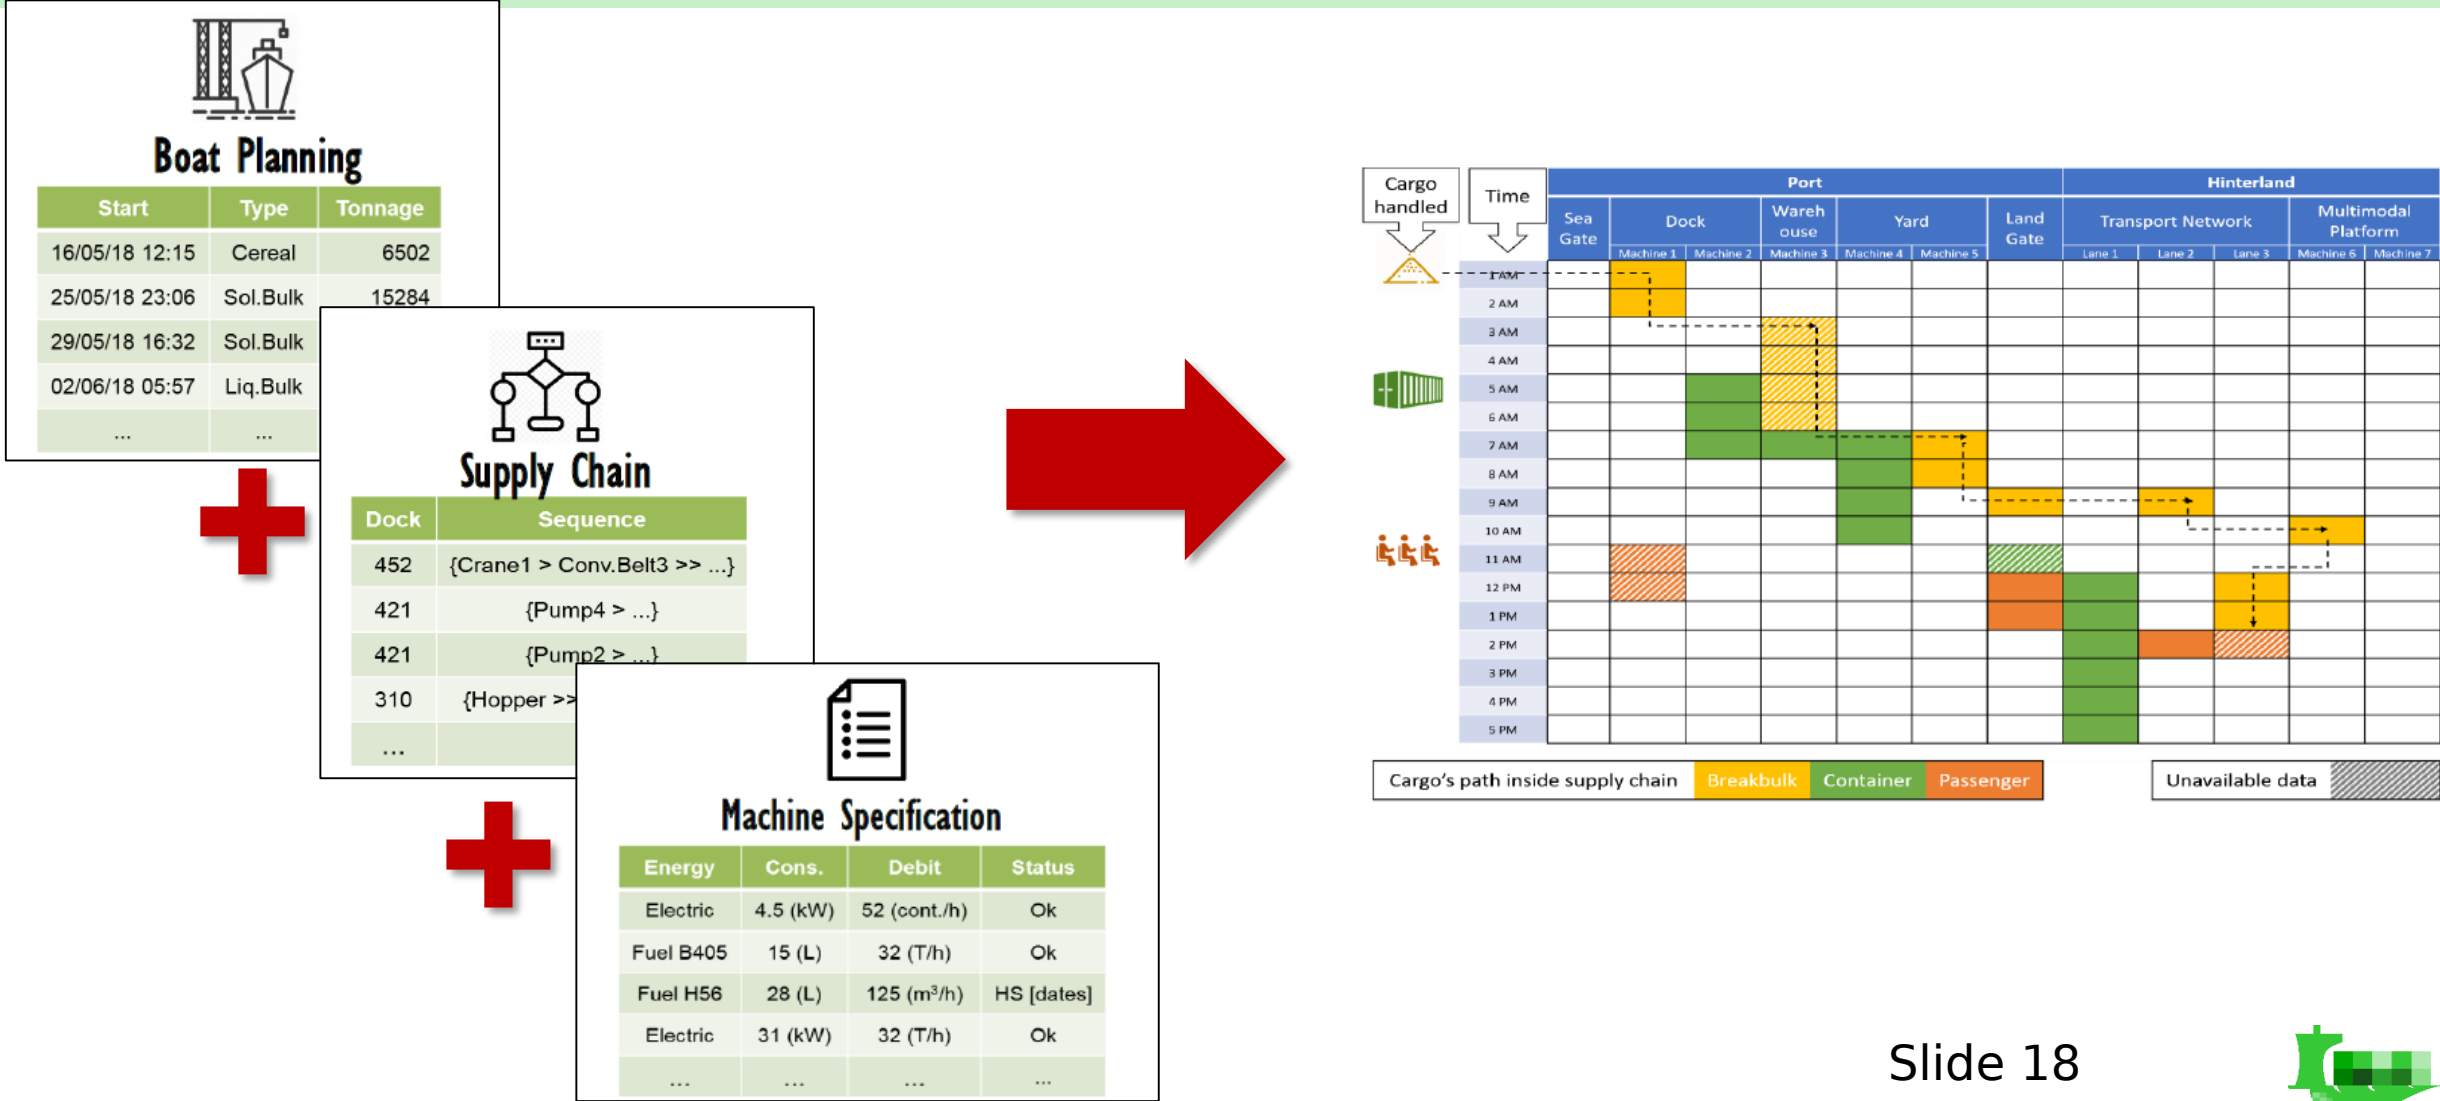 Boat Planning
Start Type Tonnage
16/05/18 12:15 Cereal 6502
25/05/18 23:06 Sol.Bulk 15284
29/05/18 16:32 Sol.Bulk
02/06/18 05:57 Liq.Bulk
... ...
Supply Chain
Dock Sequence
452 {Crane1 > Conv.Belt3 >> ...}
421 {Pump4 > ...}
421 {Pump2 > ...}
310 {Hopper >>
...
Machine Specification
Energy Cons. Debit Status
Electric 4.5 (kW) 52 (cont./h) Ok
Fuel B405 15 (L) 32 (T/h) Ok
Fuel H56 28 (L) 125 (m³/h) HS [dates]
Electric 31 (kW) 32 (T/h) Ok
... ... ... ...
Cargo
handled
Time
Port Hinterland
Sea
Gate
Dock
Wareh
ouse
Yard
Land
Gate
Transport Network
Multimodal
Platform
Machine 1 Machine 2 Machine 3 Machine 4 Machine 5 Lane 1 Lane 2 Lane 3 Machine 6 Machine 7
1 AM
2 AM
3 AM
4 AM
5 AM
6 AM
7 AM
8 AM
9 AM
10 AM
11 AM
12 PM
1 PM
2 PM
3 PM
4 PM
5 PM
Cargo's path inside supply chain Breakbulk Container Passenger
Unavailable data
Slide 18